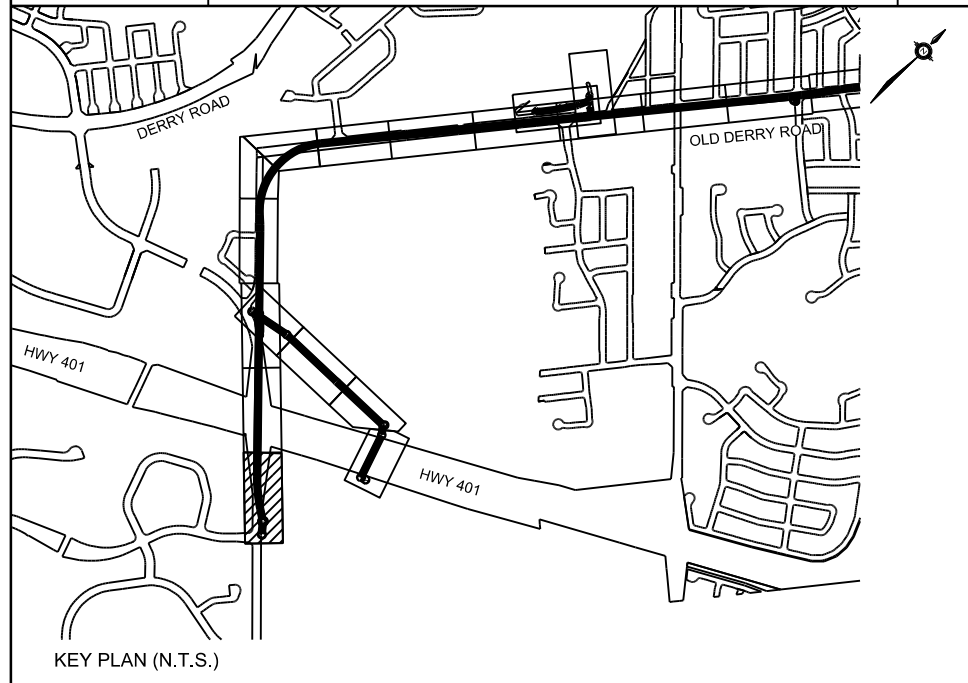 DERRY ROAD
OLD DERRY ROAD
HWY 401
HWY 401
KEY PLAN (N.T.S.)